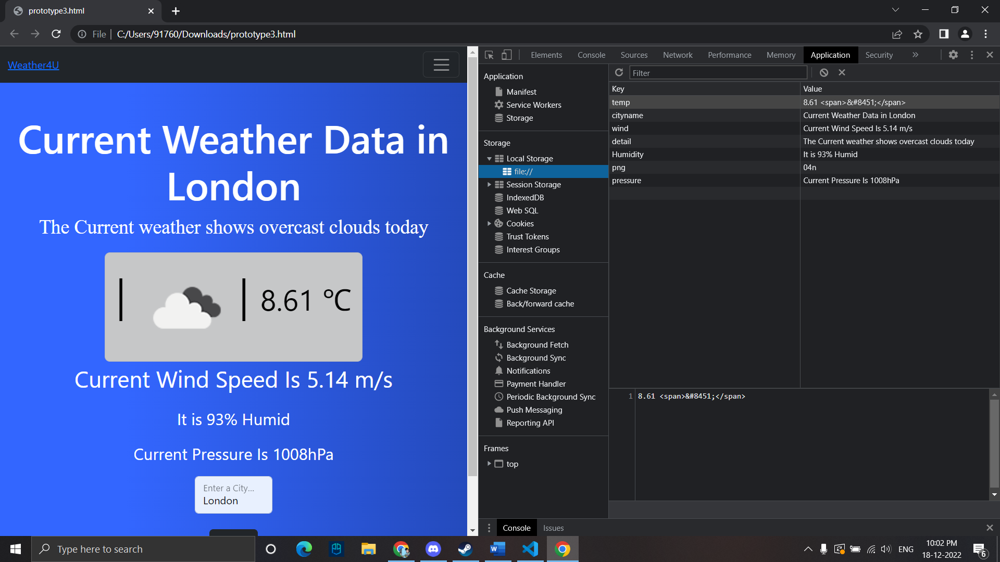 prototype3.html
File
C:/Users/91760/Downloads/prototype3.html
Weather4U
Current Weather Data in
London
The Current weather shows overcast clouds today
8.61 ℃
Current Wind Speed Is 5.14 m/s
It is 93% Humid
Current Pressure Is 1008hPa
Enter a City...
London
Elements Console Sources Network Performance Memory Application Security
Application
Manifest
Service Workers
Storage
Storage
Local Storage
file://
Session Storage
IndexedDB
Web SQL
Cookies
Trust Tokens
Interest Groups
Cache
Cache Storage
Back/forward cache
Background Services
Background Fetch
Background Sync
Notifications
Payment Handler
Periodic Background Sync
Push Messaging
Reporting API
Frames
top
Filter
Key Value
temp 8.61 <span>&#8451;</span>
cityname Current Weather Data in London
wind Current Wind Speed Is 5.14 m/s
detail The Current weather shows overcast clouds today
Humidity It is 93% Humid
png 04n
pressure Current Pressure Is 1008hPa
1 8.61 <span>&#8451;</span>
Console Issues
Type here to search
ENG
10:02 PM
18-12-2022
6